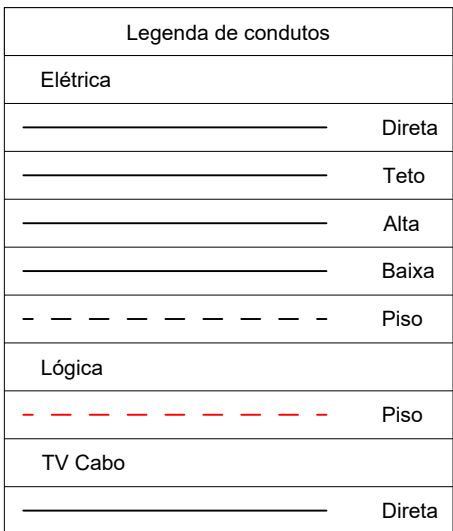 Legenda de condutos
Elétrica
Direta
Teto
Alta
Baixa
Piso
Lógica
Piso
TV Cabo
Direta